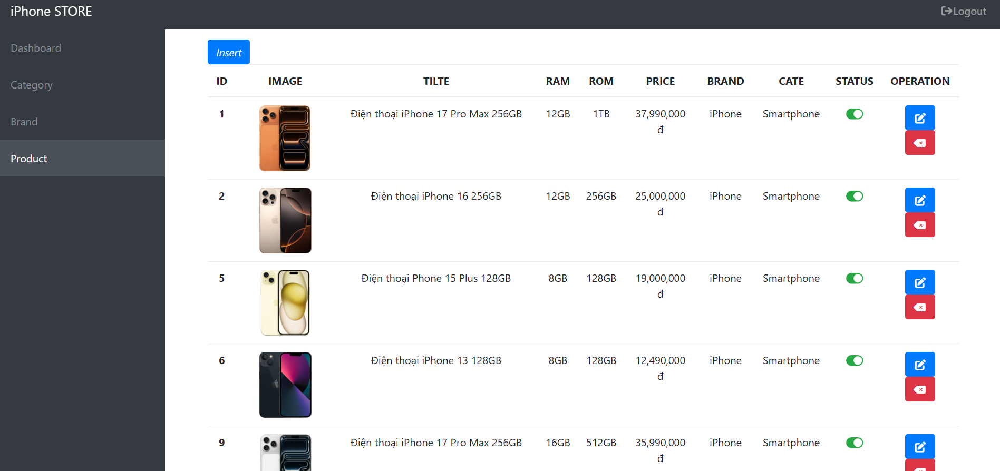 iPhone STORE
Logout
Dashboard
Category
Brand
Product
Insert
ID IMAGE TILTE RAM ROM PRICE BRAND CATE STATUS OPERATION
1 Điện thoại iPhone 17 Pro Max 256GB 12GB 1TB 37,990,000 iPhone Smartphone
đ
2 Điện thoại iPhone 16 256GB 12GB 256GB 25,000,000 iPhone Smartphone
đ
5 Điện thoại Phone 15 Plus 128GB 8GB 128GB 19,000,000 iPhone Smartphone
đ
6 Điện thoại iPhone 13 128GB 8GB 128GB 12,490,000 iPhone Smartphone
đ
9 Điện thoại iPhone 17 Pro Max 256GB 16GB 512GB 35,990,000 iPhone Smartphone
đ